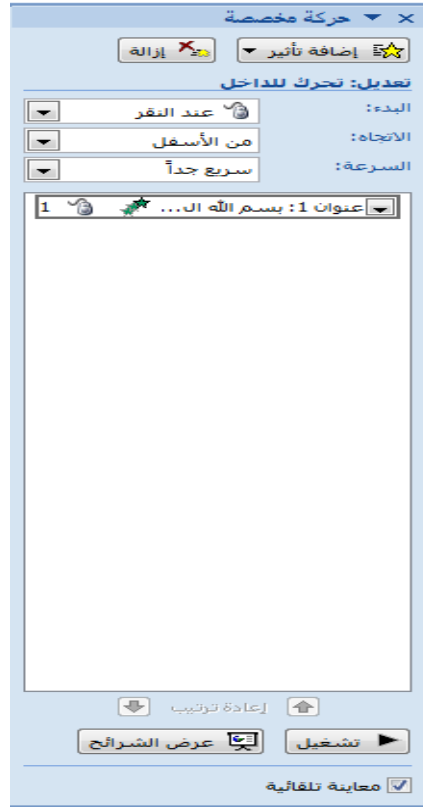 حركة مخصصة
إضافة تأثير إزالة
تعديل: تحرك للداخل
البدء: عند النقر
الاتجاه: من الأسفل
السرعة: سريع جداً
عنوان 1: بسم الله ال... 1
إعادة ترتيب
تشغيل عرض الشرائح
معاينة تلقائية